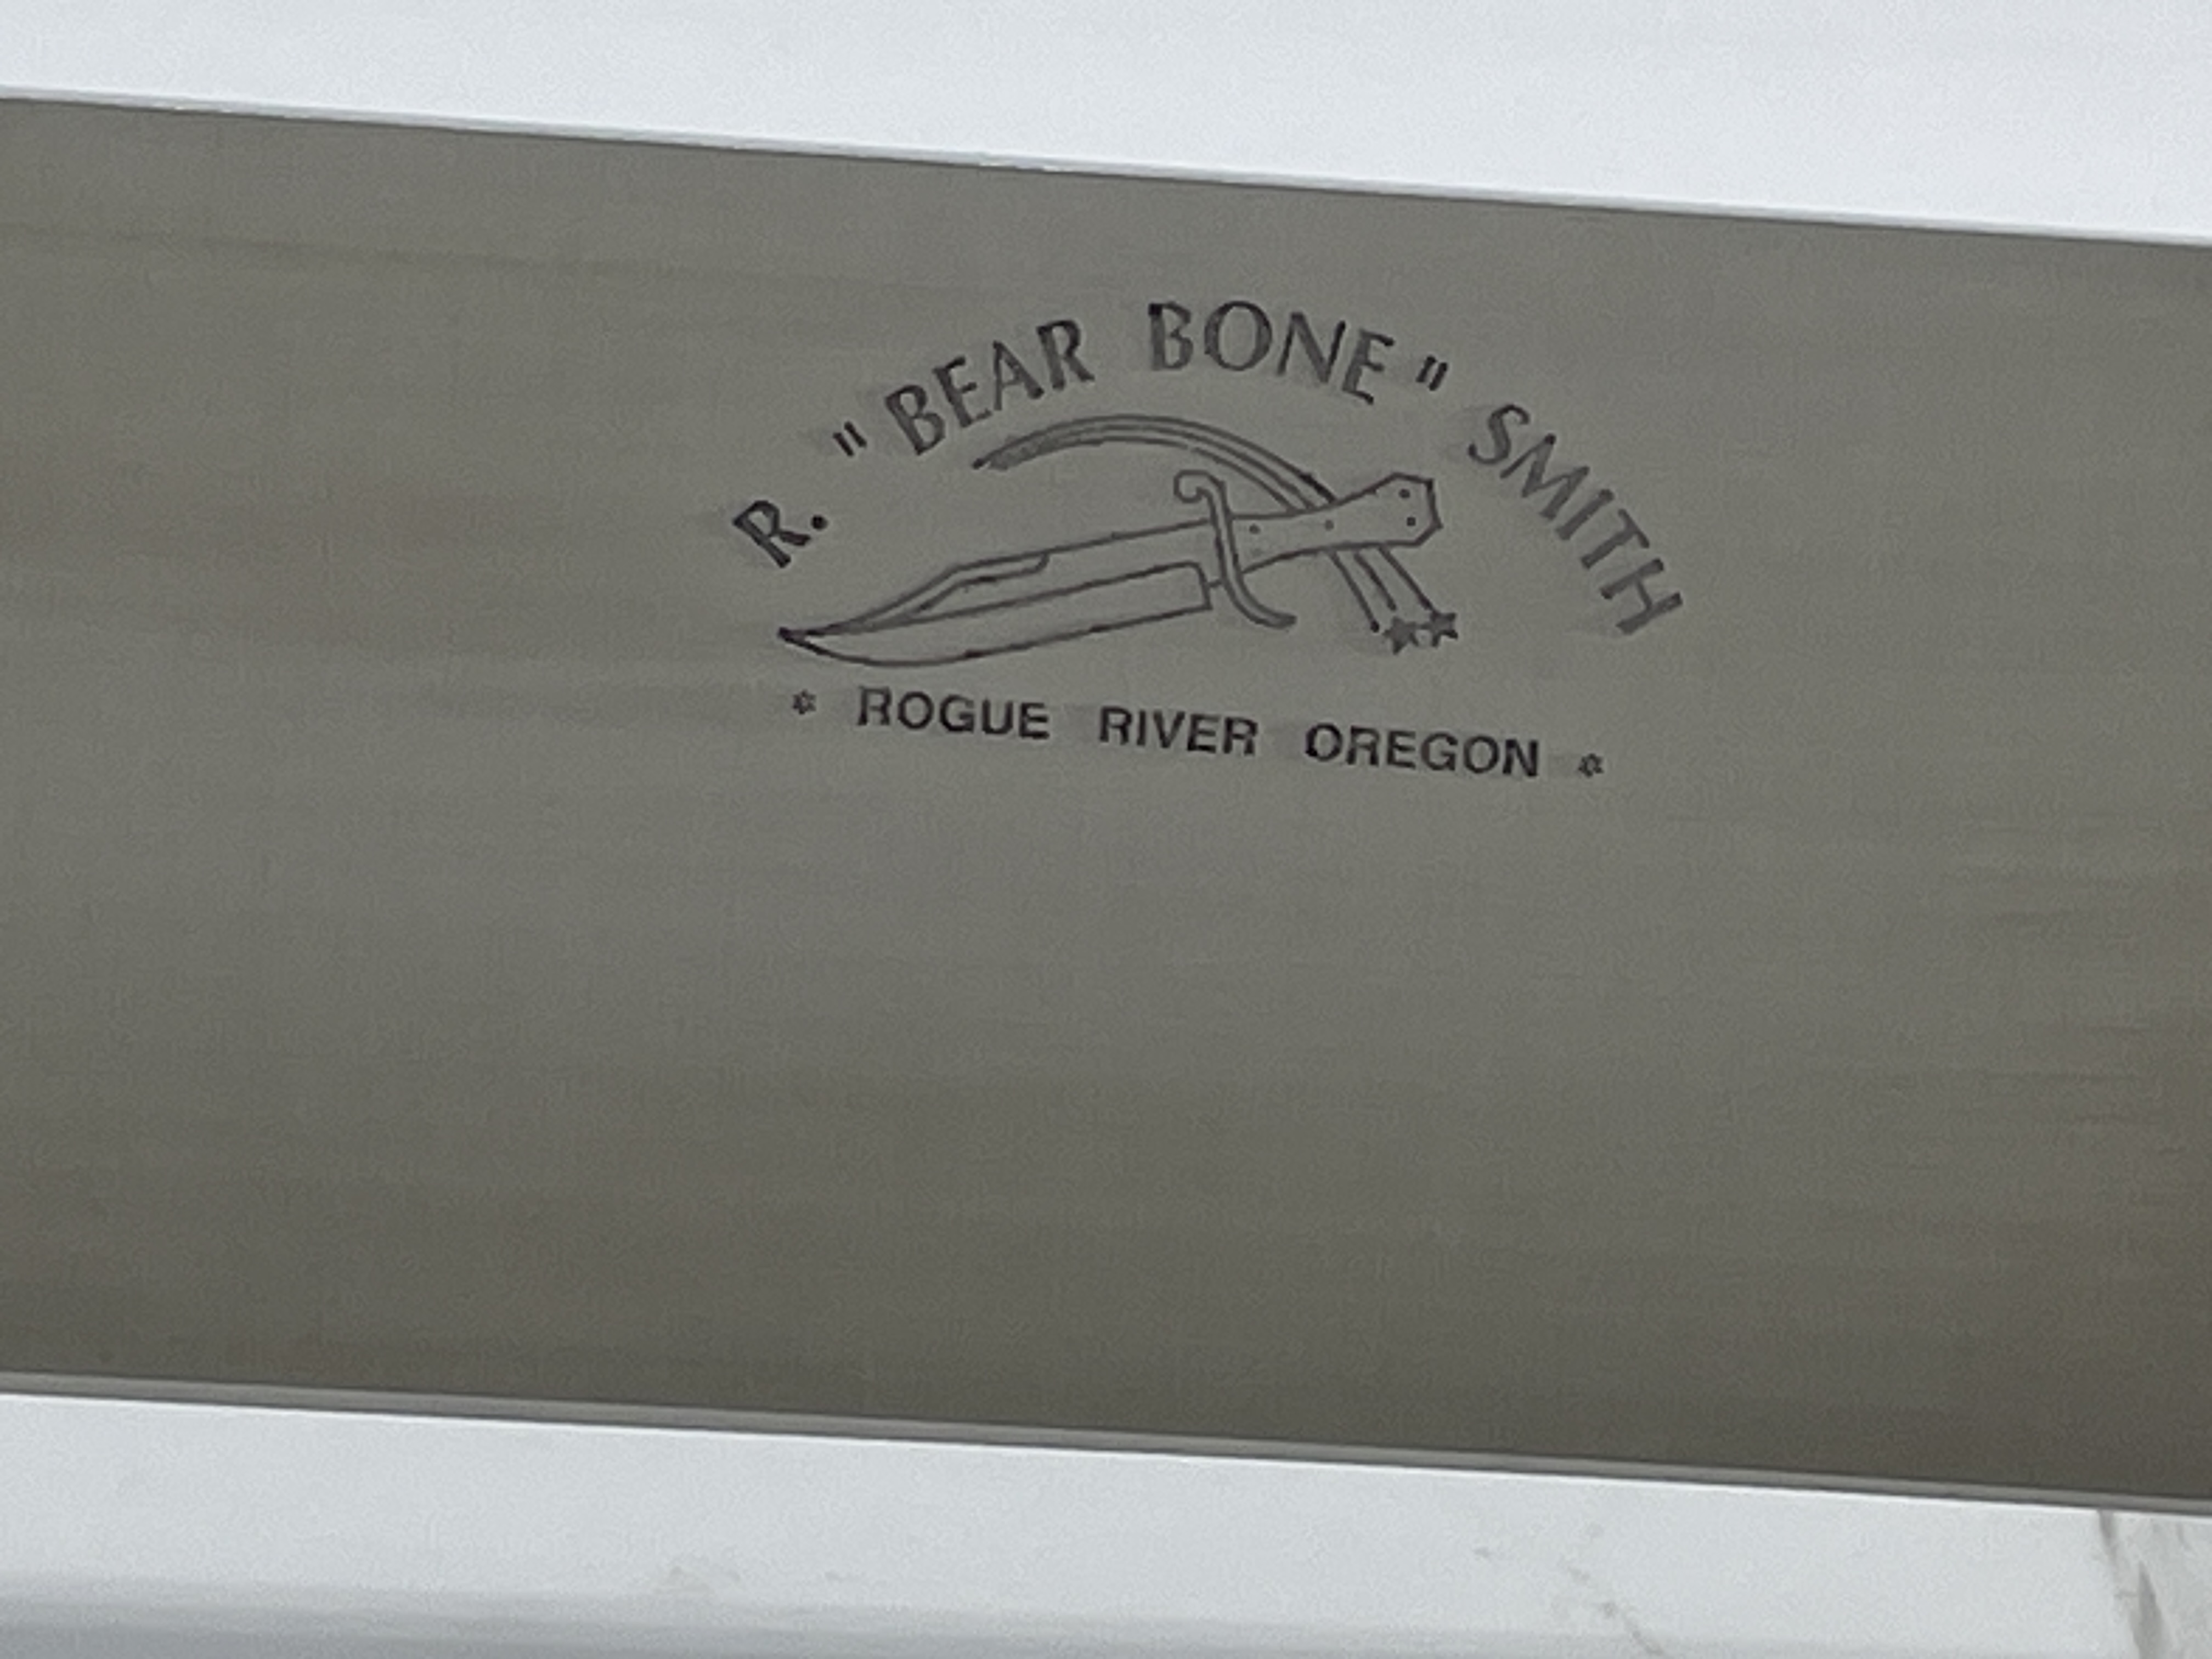 R. "BEAR BONE" SMITH
* ROGUE RIVER OREGON *